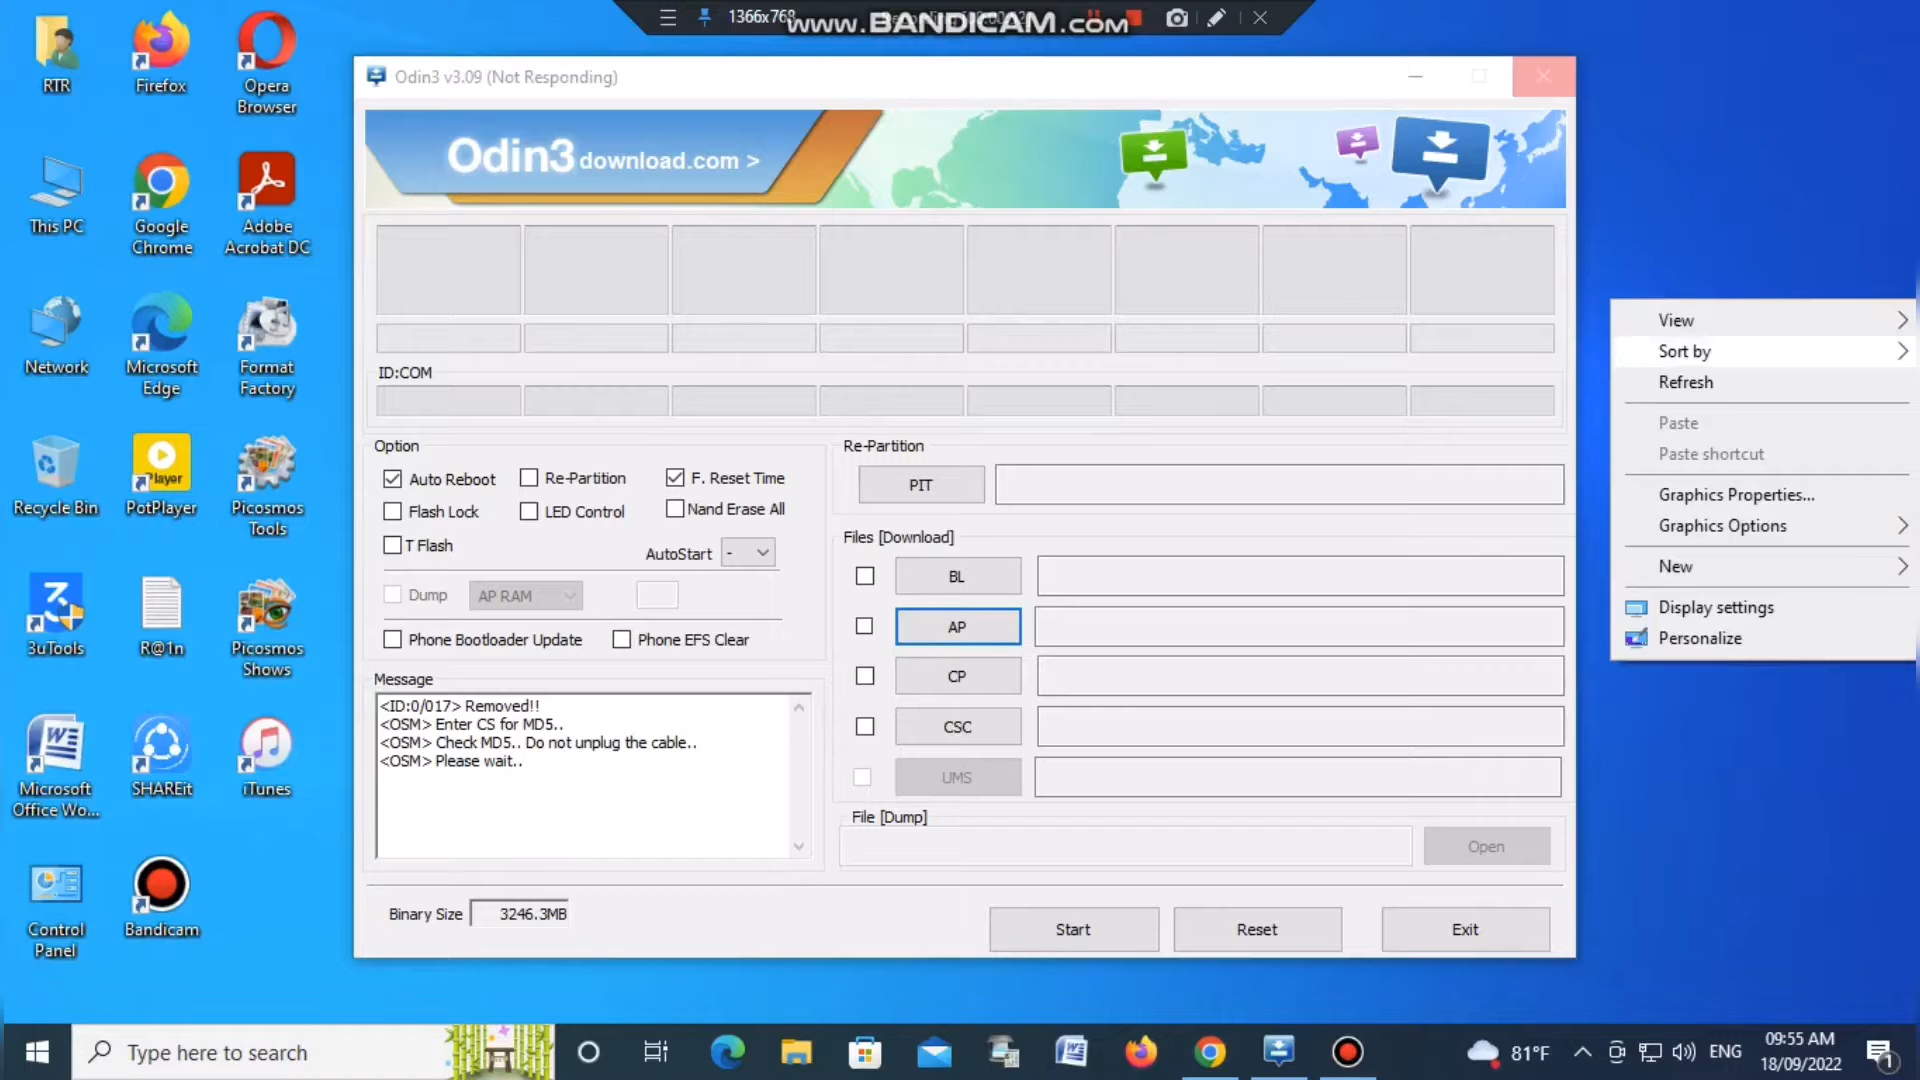 1366x768
www.BANDICAM.com
RTR
Firefox
Opera
Browser
This PC
Google
Chrome
Adobe
Acrobat DC
Network
Microsoft
Edge
Format
Factory
Recycle Bin
PotPlayer
Player
Picosmos
Tools
3uTools
R@1n
Picosmos
Shows
Microsoft
Office Wo...
SHAREit
iTunes
Control
Panel
Bandicam
Odin3 v3.09 (Not Responding)
Odin3 download.com >
ID:COM
Option
Auto Reboot
Re-Partition
F. Reset Time
Flash Lock
LED Control
Nand Erase All
T Flash
AutoStart
-
Dump
AP RAM
Phone Bootloader Update
Phone EFS Clear
Message
<ID:0/017> Removed!!
<OSM> Enter CS for MD5..
<OSM> Check MD5.. Do not unplug the cable..
<OSM> Please wait..
Binary Size
3246.3MB
Re-Partition
PIT
Files [Download]
BL
AP
CP
CSC
UMS
File [Dump]
Open
Start
Reset
Exit
View
Sort by
Refresh
Paste
Paste shortcut
Graphics Properties...
Graphics Options
New
Display settings
Personalize
Type here to search
81°F
ENG
09:55 AM
18/09/2022
1